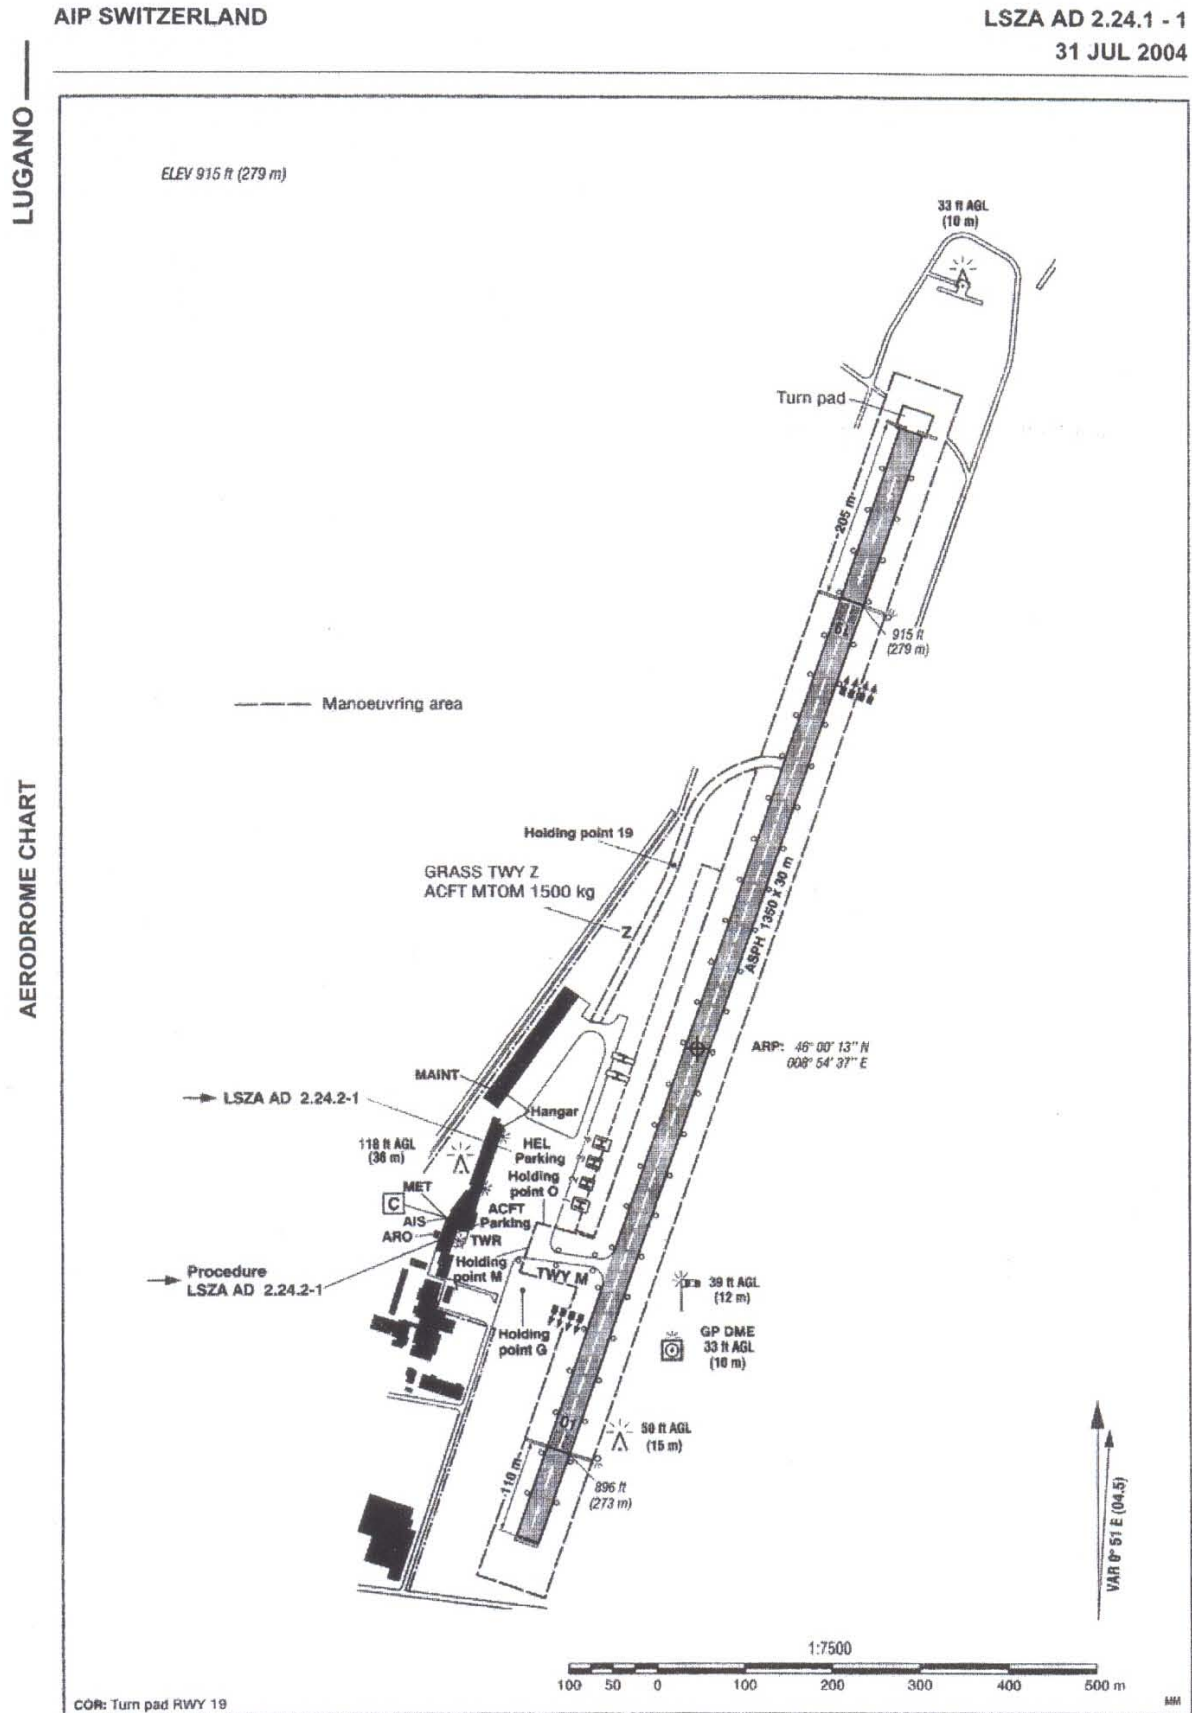 AIP SWITZERLAND
LSZA AD 2.24.1 - 1
31 JUL 2004
LUGANO
AERODROME CHART
ELEV 915 ft (279 m)
33 ft AGL
(10 m)
Turn pad
205 m
19
915 ft
(279 m)
Manoeuvring area
Holding point 19
GRASS TWY Z
ACFT MTOM 1500 kg
Z
ASPH 1350 X 30 m
ARP: 46° 00' 13'' N
008° 54' 37'' E
MAINT
LSZA AD 2.24.2-1
Hangar
118 ft AGL
(36 m)
HEL
Parking
Holding
point O
H
H
H
H
H
H
MET
C
AIS
ACFT
Parking
ARO
TWR
Holding
point M
TWY M
Procedure
LSZA AD 2.24.2-1
39 ft AGL
(12 m)
GP DME
33 ft AGL
(10 m)
Holding
point G
01
50 ft AGL
(15 m)
110 m
896 ft
(273 m)
VAR 0° 51 E (04.5)
1:7500
100 50 0 100 200 300 400 500 m
COR: Turn pad RWY 19
MM